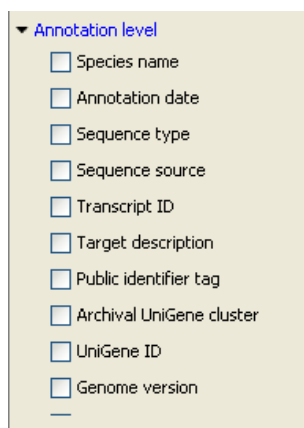 Annotation level
Species name
Annotation date
Sequence type
Sequence source
Transcript ID
Target description
Public identifier tag
Archival UniGene cluster
UniGene ID
Genome version